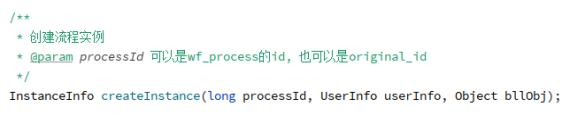 /**
* 创建流程实例
* @param processId 可以是wf_process的id, 也可以是original_id
*/
InstanceInfo createInstance(long processId, UserInfo userInfo, Object bllObj);